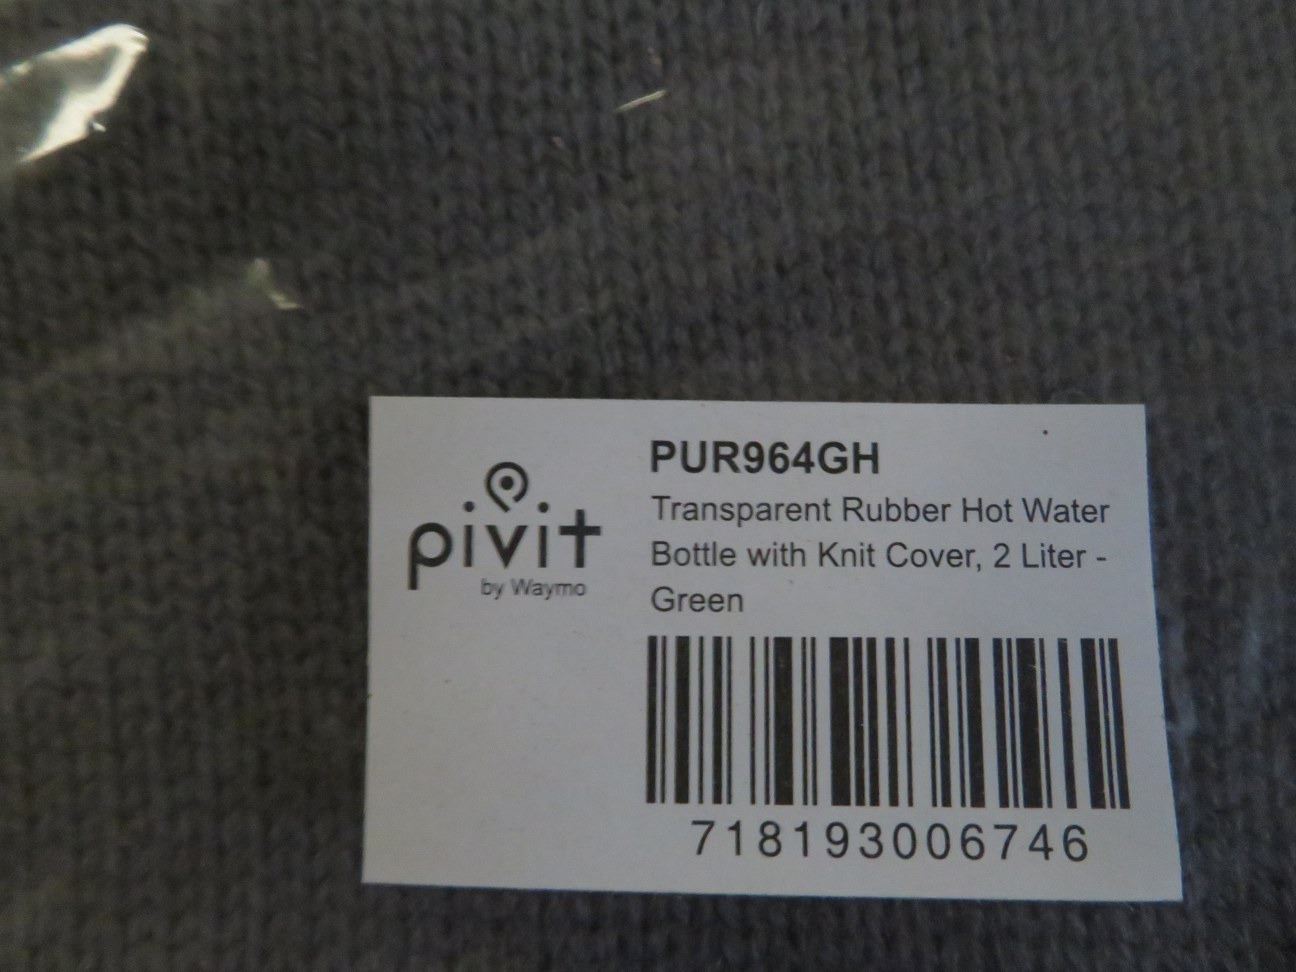 pivit
by Waymo
PUR964GH
Transparent Rubber Hot Water
Bottle with Knit Cover, 2 Liter -
Green
718193006746